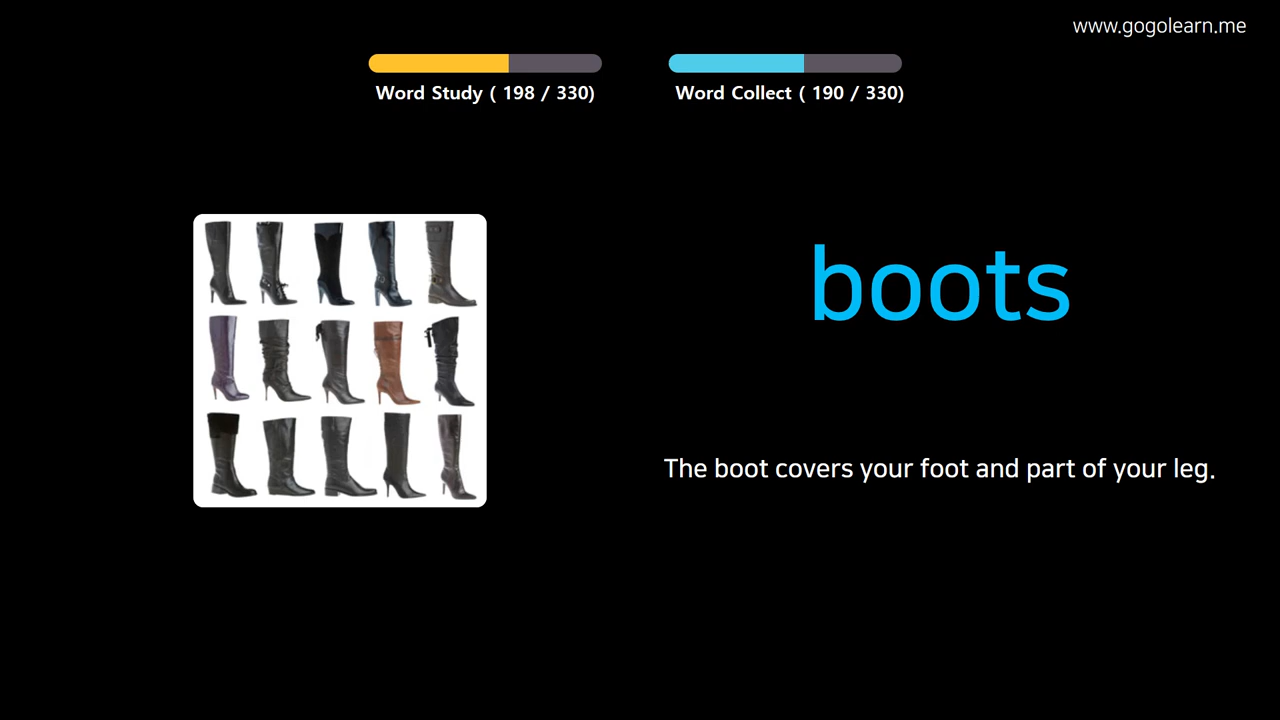 www.gogolearn.me
Word Study ( 198 / 330)
Word Collect ( 190 / 330)
boots
The boot covers your foot and part of your leg.